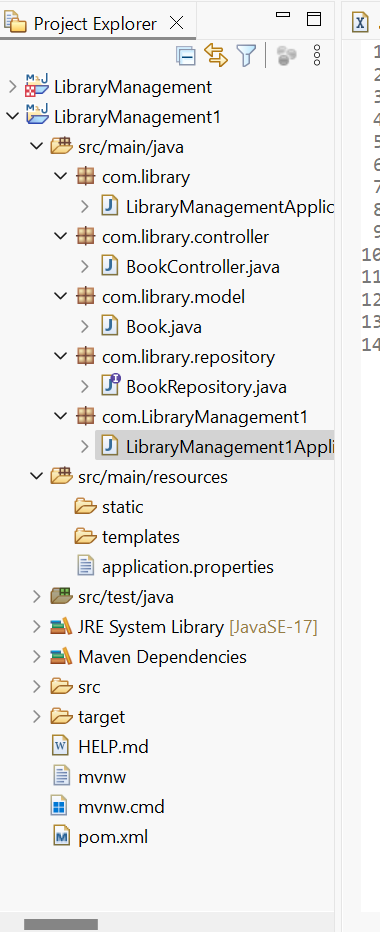 Project Explorer
LibraryManagement
LibraryManagement1
src/main/java
com.library
LibraryManagementApplic
com.library.controller
BookController.java
com.library.model
Book.java
com.library.repository
BookRepository.java
com.LibraryManagement1
LibraryManagement1Appli
src/main/resources
static
templates
application.properties
src/test/java
JRE System Library [JavaSE-17]
Maven Dependencies
src
target
HELP.md
mvnw
mvnw.cmd
pom.xml
1
2
3
4
5
6
7
8
9
10
11
12
13
14